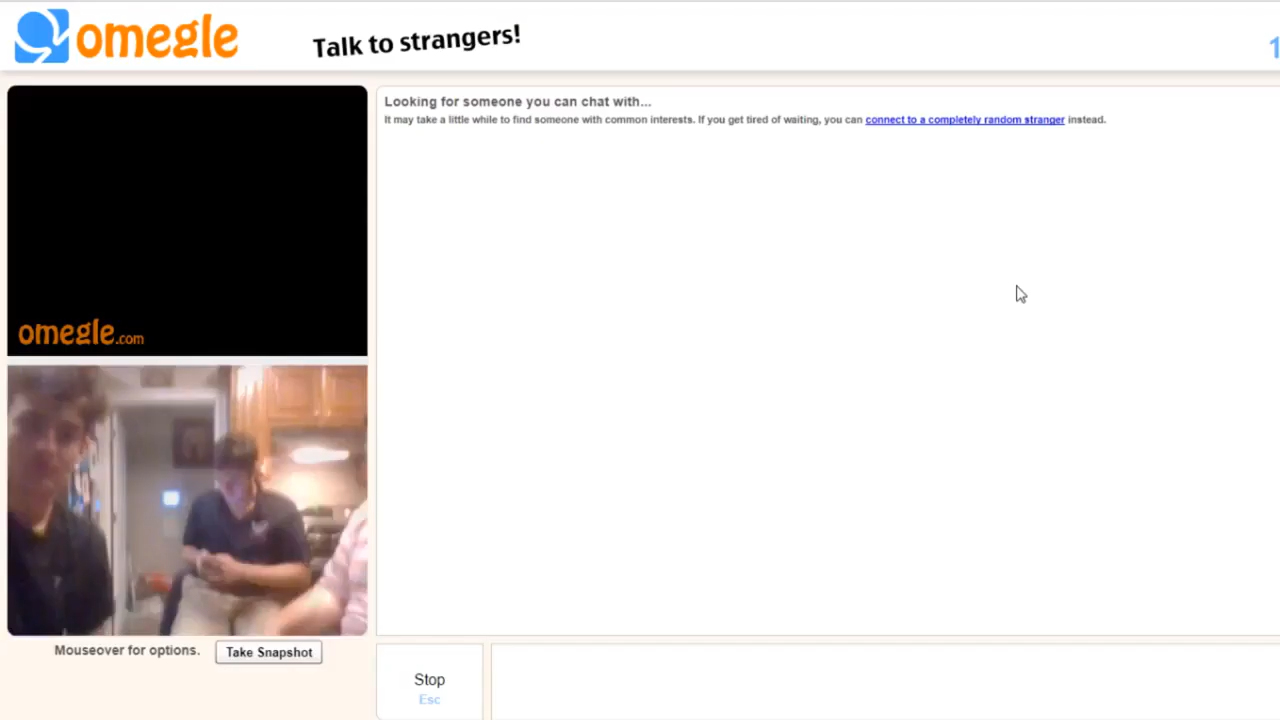 omegle
Talk to strangers!
1
Looking for someone you can chat with...
It may take a little while to find someone with common interests. If you get tired of waiting, you can connect to a completely random stranger instead.
omegle.com
Mouseover for options.
Take Snapshot
Stop
Esc